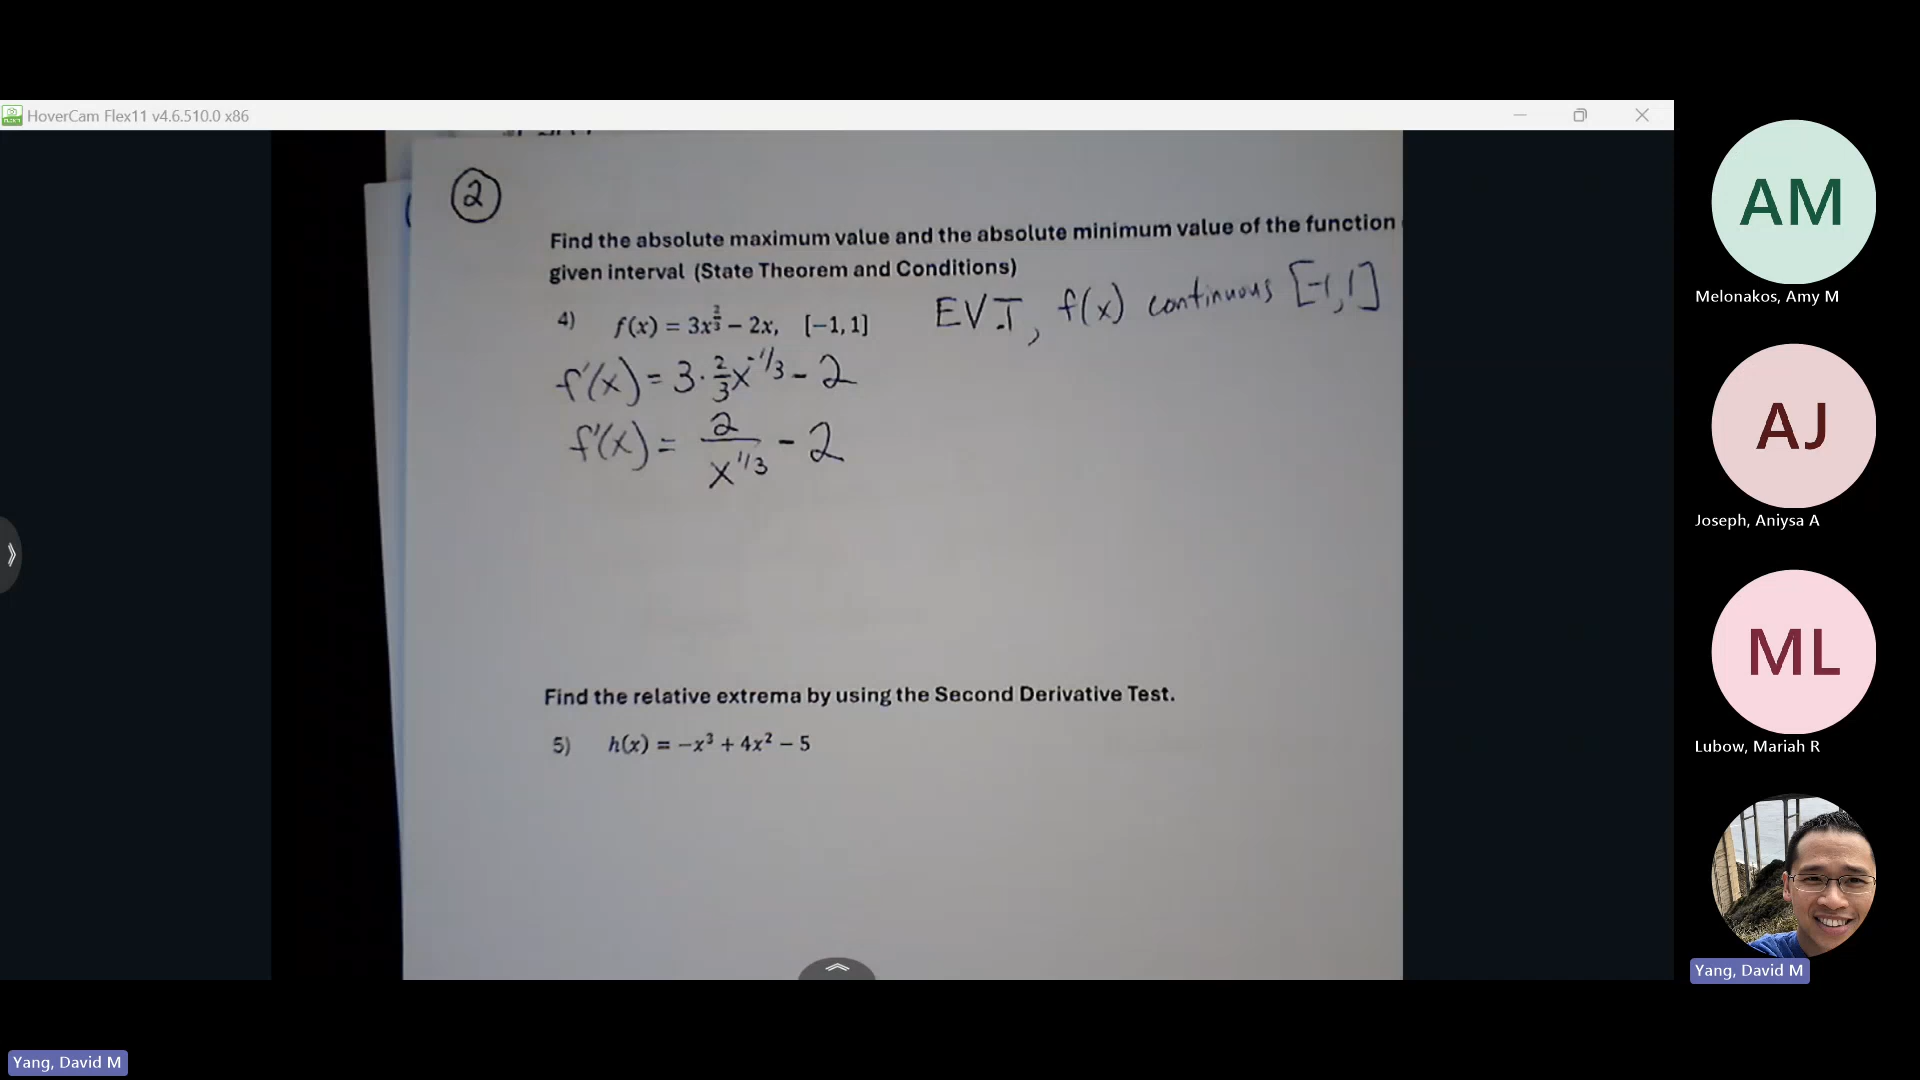 HoverCam Flex11 v4.6.510.0 x86
②
Find the absolute maximum value and the absolute minimum value of the function
given interval (State Theorem and Conditions)
4) f(x) = 3x^{2/3} − 2x, [−1, 1]
EVT, f(x) continuous [-1, 1]
f'(x) = 3 · 2/3 x^{-1/3} - 2
f'(x) = 2/x^{1/3} - 2
Find the relative extrema by using the Second Derivative Test.
5) h(x) = −x³ + 4x² − 5
AM
Melonakos, Amy M
AJ
Joseph, Aniysa A
ML
Lubow, Mariah R
Yang, David M
Yang, David M